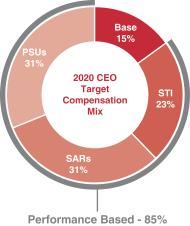 Base
15%
PSUs
31%
2020 CEO
Target
Compensation
Mix
STI
23%
SARs
31%
Performance Based - 85%